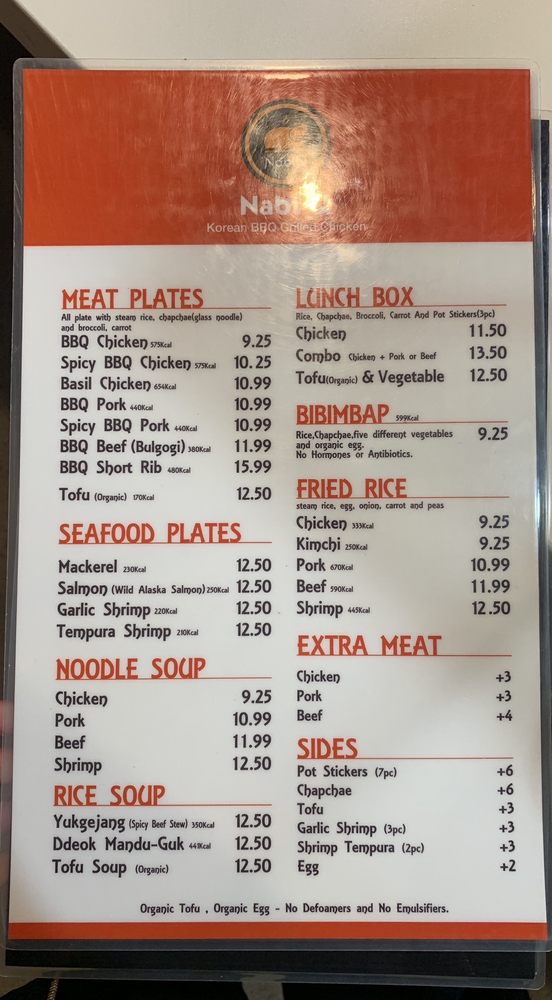 Korean BBQ Grilled Chicken
MEAT PLATES
All plate with steam rice, chapchae(glass noodle)
and broccoli, carrot
BBQ Chicken 575Kcal 9.25
Spicy BBQ Chicken 575Kcal 10.25
Basil Chicken 654Kcal 10.99
BBQ Pork 440Kcal 10.99
Spicy BBQ Pork 440Kcal 10.99
BBQ Beef (Bulgogi) 380Kcal 11.99
BBQ Short Rib 480Kcal 15.99
Tofu (Organic) 170Kcal 12.50
SEAFOOD PLATES
Mackerel 230Kcal 12.50
Salmon (Wild Alaska Salmon) 250Kcal 12.50
Garlic Shrimp 220Kcal 12.50
Tempura Shrimp 210Kcal 12.50
NOODLE SOUP
Chicken 9.25
Pork 10.99
Beef 11.99
Shrimp 12.50
RICE SOUP
Yukgejang (Spicy Beef Stew) 350Kcal 12.50
Ddeok Mandu-Guk 441Kcal 12.50
Tofu Soup (Organic) 12.50
LUNCH BOX
Rice, Chapchae, Broccoli, Carrot And Pot Stickers(3pc)
Chicken 11.50
Combo Chicken + Pork or Beef 13.50
Tofu(Organic) & Vegetable 12.50
BIBIMBAP 599Kcal
Rice,Chapchae,five different vegetables 9.25
and organic egg.
No Hormones or Antibiotics.
FRIED RICE
steam rice, egg, onion, carrot and peas
Chicken 333Kcal 9.25
Kimchi 250Kcal 9.25
Pork 670Kcal 10.99
Beef 590Kcal 11.99
Shrimp 445Kcal 12.50
EXTRA MEAT
Chicken +3
Pork +3
Beef +4
SIDES
Pot Stickers (7pc) +6
Chapchae +6
Tofu +3
Garlic Shrimp (3pc) +3
Shrimp Tempura (2pc) +3
Egg +2
Organic Tofu , Organic Egg - No Defoamers and No Emulsifiers.